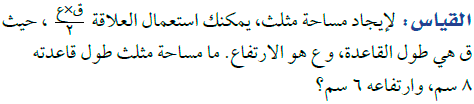 القياس: لإيجاد مساحة مثلث، يمكنك استعمال العلاقة ق×ع/٢ ، حيث
ق هي طول القاعدة، وع هو الارتفاع. ما مساحة مثلث طول قاعدته
٨ سم، وارتفاعه ٦ سم؟